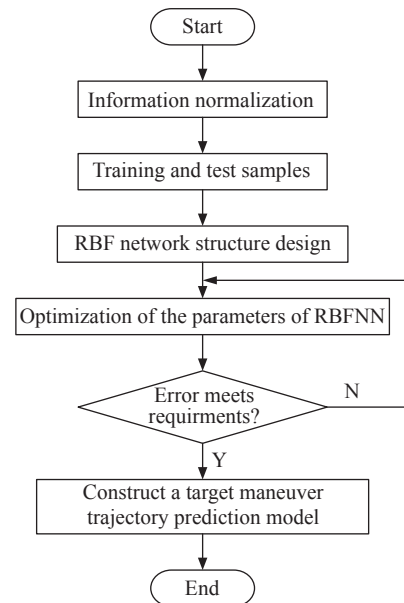 Start
Information normalization
Training and test samples
RBF network structure design
Optimization of the parameters of RBFNN
Error meets
requirments?
N
Y
Construct a target maneuver
trajectory prediction model
End